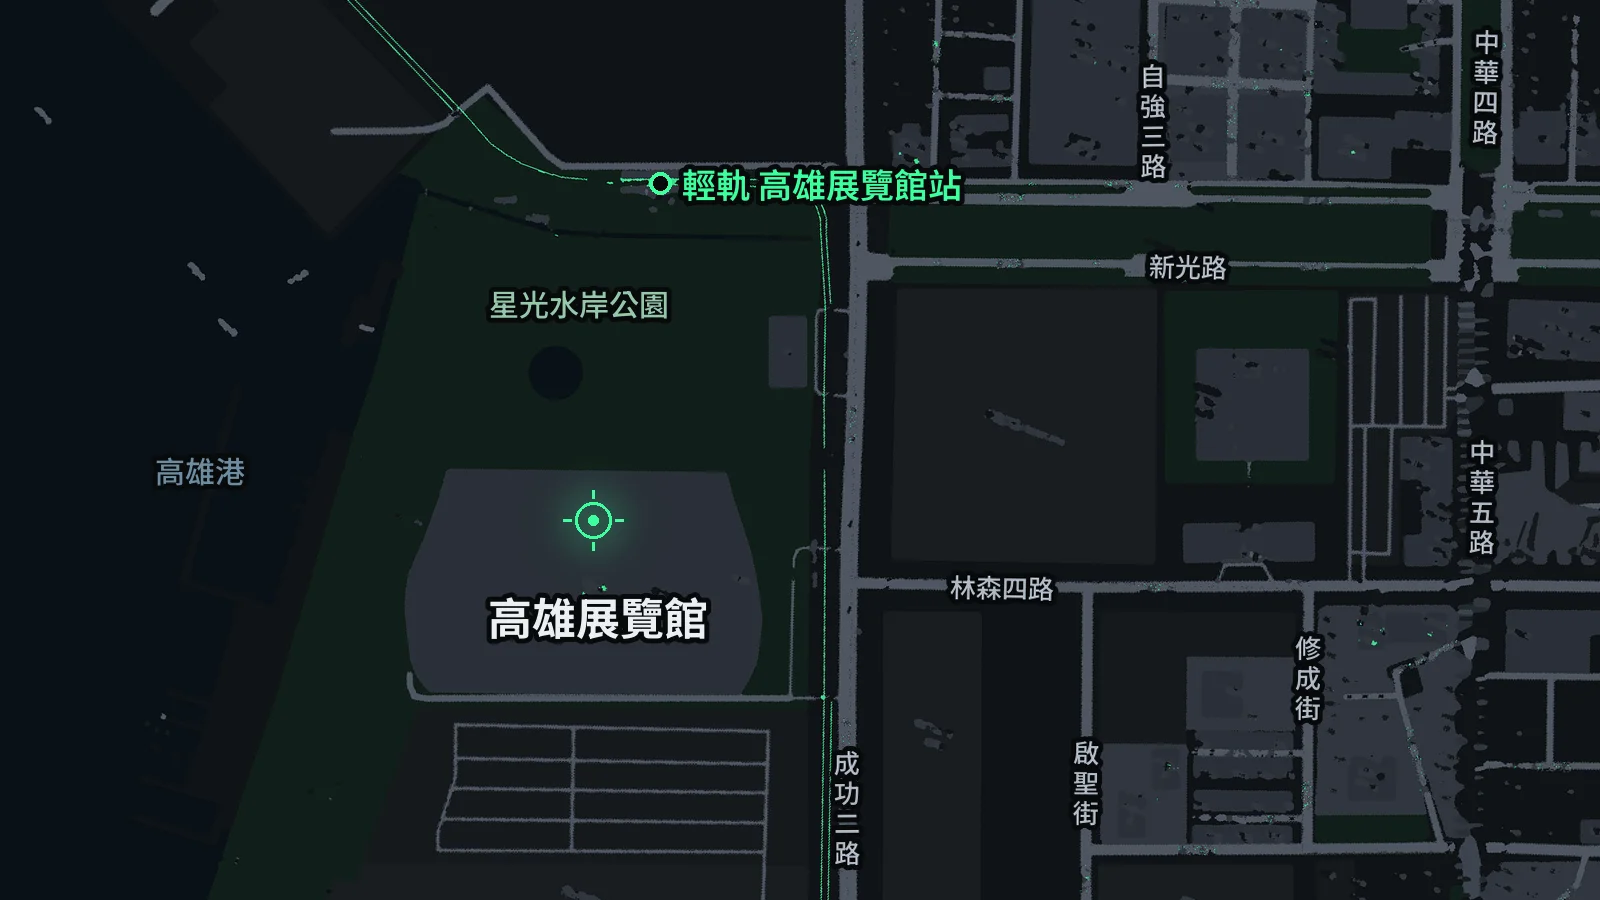 中華四路
自強三路
輕軌 高雄展覽館站
新光路
星光水岸公園
高雄港
中華五路
林森四路
高雄展覽館
修成街
啟聖街
成功三路